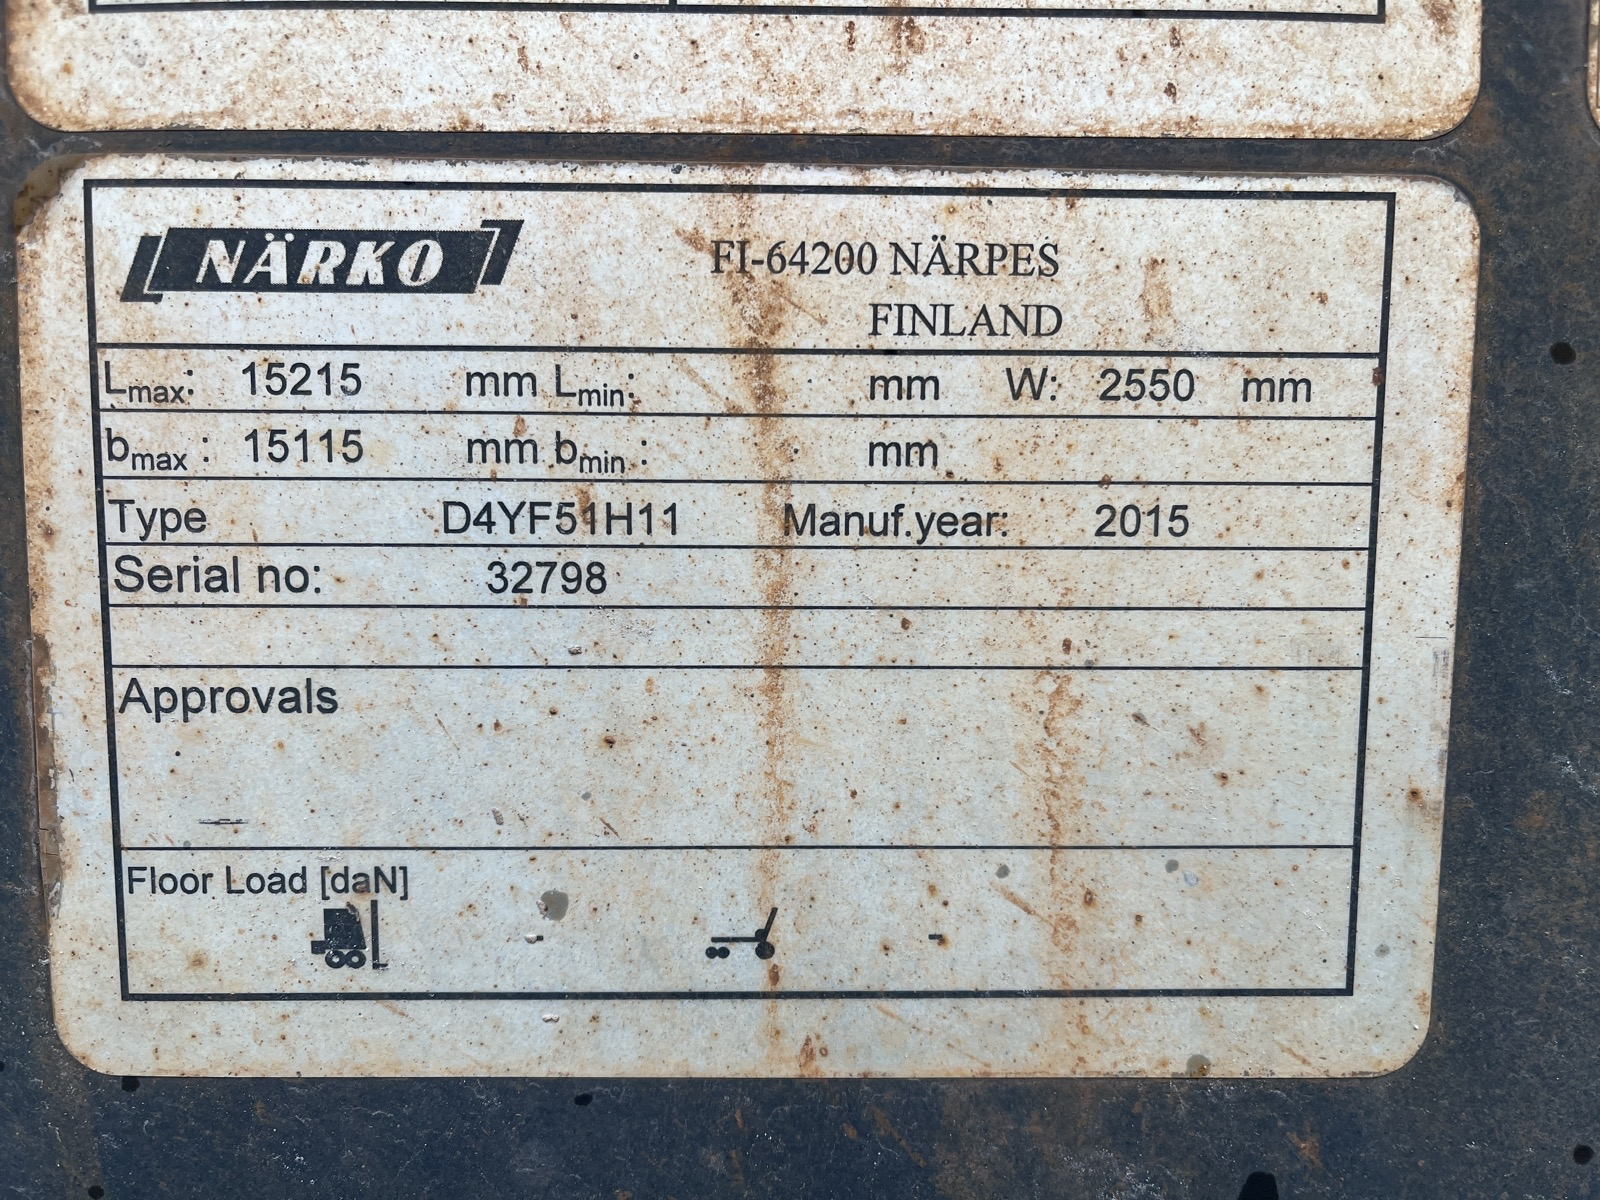 NÄRKO
FI-64200 NÄRPES
FINLAND
Lmax: 15215 mm Lmin: mm W: 2550 mm
bmax : 15115 mm bmin : mm
Type D4YF51H11 Manuf.year: 2015
Serial no: 32798
Approvals
Floor Load [daN]
- -